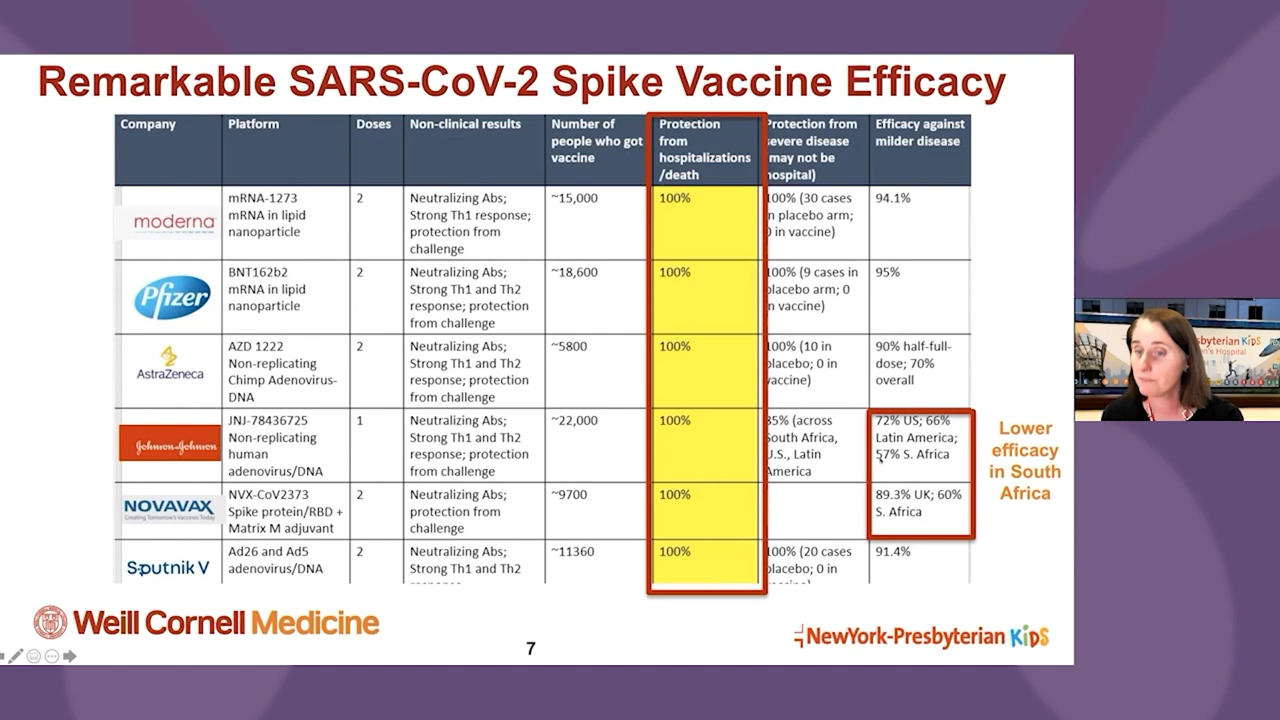 Remarkable SARS-CoV-2 Spike Vaccine Efficacy
Company
Platform
Doses
Non-clinical results
Number of
people who got
vaccine
Protection
from
hospitalizations
/death
Protection from
severe disease
may not be
hospital)
Efficacy against
milder disease
moderna
mRNA-1273
mRNA in lipid
nanoparticle
2
Neutralizing Abs;
Strong Th1 response;
protection from
challenge
~15,000
100%
100% (30 cases
in placebo arm;
0 in vaccine)
94.1%
Pfizer
BNT162b2
mRNA in lipid
nanoparticle
2
Neutralizing Abs;
Strong Th1 and Th2
response; protection
from challenge
~18,600
100%
100% (9 cases in
placebo arm; 0
in vaccine)
95%
AstraZeneca
AZD 1222
Non-replicating
Chimp Adenovirus-
DNA
2
Neutralizing Abs;
Strong Th1 and Th2
response; protection
from challenge
~5800
100%
100% (10 in
placebo; 0 in
vaccine)
90% half-full-
dose; 70%
overall
Johnson&Johnson
JNJ-78436725
Non-replicating
human
adenovirus/DNA
1
Neutralizing Abs;
Strong Th1 and Th2
response; protection
from challenge
~22,000
100%
85% (across
South Africa,
U.S., Latin
America
72% US; 66%
Latin America;
57% S. Africa
Lower
efficacy
in South
Africa
NOVAVAX
Creating Tomorrow's Vaccines Today
NVX-CoV2373
Spike protein/RBD +
Matrix M adjuvant
2
Neutralizing Abs;
protection from
challenge
~9700
100%
89.3% UK; 60%
S. Africa
Sputnik V
Ad26 and Ad5
adenovirus/DNA
2
Neutralizing Abs;
Strong Th1 and Th2
~11360
100%
100% (20 cases
placebo; 0 in
91.4%
Weill Cornell Medicine
7
NewYork-Presbyterian KiDS
sbyterian KiDS
n's Hospital